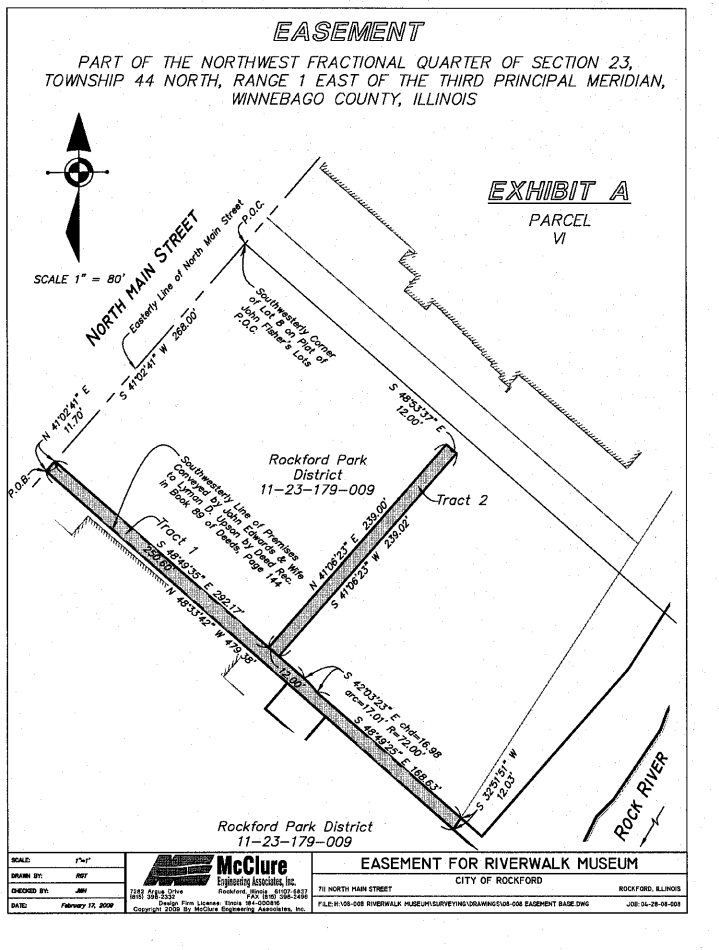 EASEMENT
PART OF THE NORTHWEST FRACTIONAL QUARTER OF SECTION 23,
TOWNSHIP 44 NORTH, RANGE 1 EAST OF THE THIRD PRINCIPAL MERIDIAN,
WINNEBAGO COUNTY, ILLINOIS
EXHIBIT A
PARCEL
VI
SCALE 1" = 80'
NORTH MAIN STREET
Easterly Line of North Main Street
P.O.C.
S 41°02'41" W 268.00'
Southwesterly Corner
of Lot B on Plat of
John Fisher's Lots
P.O.C.
N 41°02'41" E
11.70'
P.O.B.
S 48°53'37" E
12.00'
Rockford Park
District
11-23-179-009
Tract 2
Southwesterly Line of Premises
Conveyed by John Edwards & Wife
to Lyman D. Upson by Deed Rec.
in Book 89 of Deeds, Page 144
Tract 1
S 48°49'35" E 292.17'
250.60'
N 48°33'42" W 479.38'
N 41°06'23" E 239.00'
S 41°06'23" W 239.02'
12.00'
S 42°03'23" E chd=16.98
arc=17.01' R=72.00'
S 48°49'25" E 168.63'
S 32°51'51" W
12.03'
ROCK RIVER
Rockford Park District
11-23-179-009
SCALE: 1"=1"
DRAWN BY: RGT
CHECKED BY: JMH
DATE: February 17, 2009
McClure
Engineering Associates, Inc.
7282 Argus Drive Rockford, Illinois 61107-5837
(815) 398-2332 FAX (815) 398-2496
Design Firm License: Illinois 184-000816
Copyright 2009 By McClure Engineering Associates, Inc.
EASEMENT FOR RIVERWALK MUSEUM
CITY OF ROCKFORD
711 NORTH MAIN STREET ROCKFORD, ILLINOIS
FILE:H:\08-008 RIVERWALK MUSEUM\SURVEYING\DRAWINGS\08-008 EASEMENT BASE.DWG JOB: 04-28-08-008